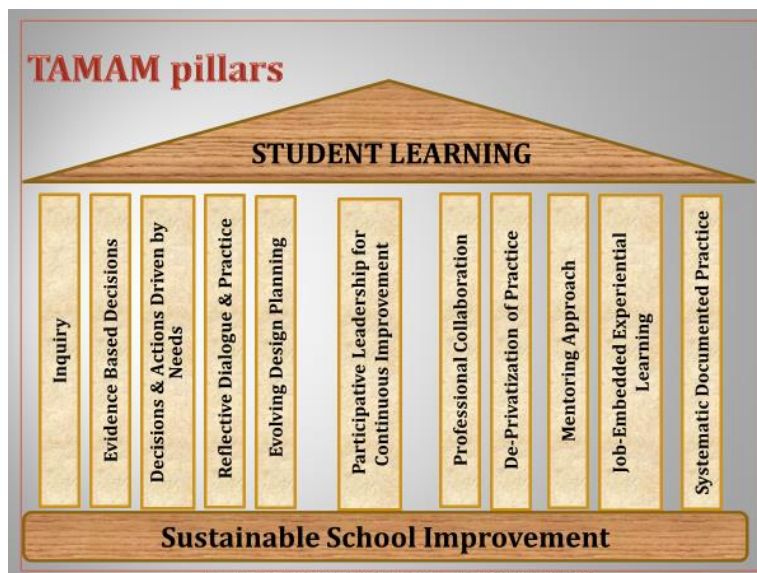 TAMAM pillars
STUDENT LEARNING
Inquiry
Evidence Based Decisions
Decisions & Actions Driven by
Needs
Reflective Dialogue & Practice
Evolving Design Planning
Participative Leadership for
Continuous Improvement
Professional Collaboration
De-Privatization of Practice
Mentoring Approach
Job-Embedded Experiential
Learning
Systematic Documented Practice
Sustainable School Improvement